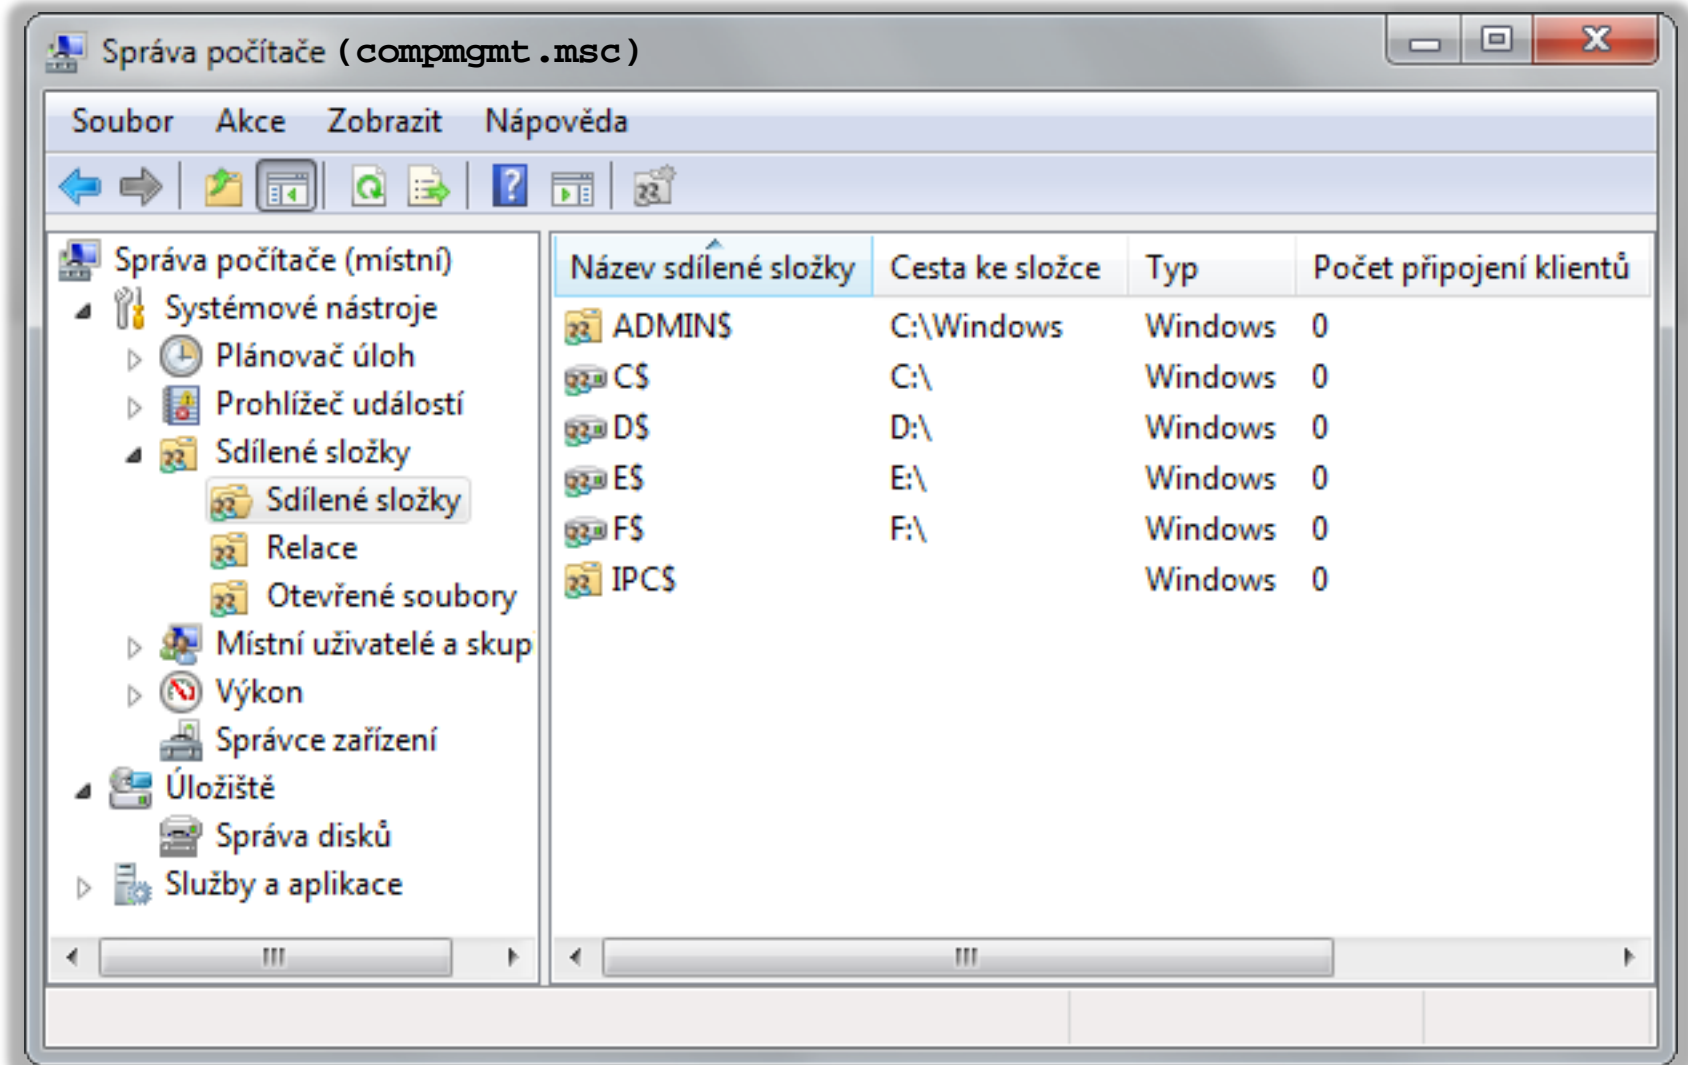 Správa počítače (compmgmt.msc)
Soubor Akce Zobrazit Nápověda
Správa počítače (místní)
Systémové nástroje
Plánovač úloh
Prohlížeč událostí
Sdílené složky
Sdílené složky
Relace
Otevřené soubory
Místní uživatelé a skup
Výkon
Správce zařízení
Úložiště
Správa disků
Služby a aplikace
Název sdílené složky Cesta ke složce Typ Počet připojení klientů
ADMIN$ C:\Windows Windows 0
C$ C:\ Windows 0
D$ D:\ Windows 0
E$ E:\ Windows 0
F$ F:\ Windows 0
IPC$ Windows 0